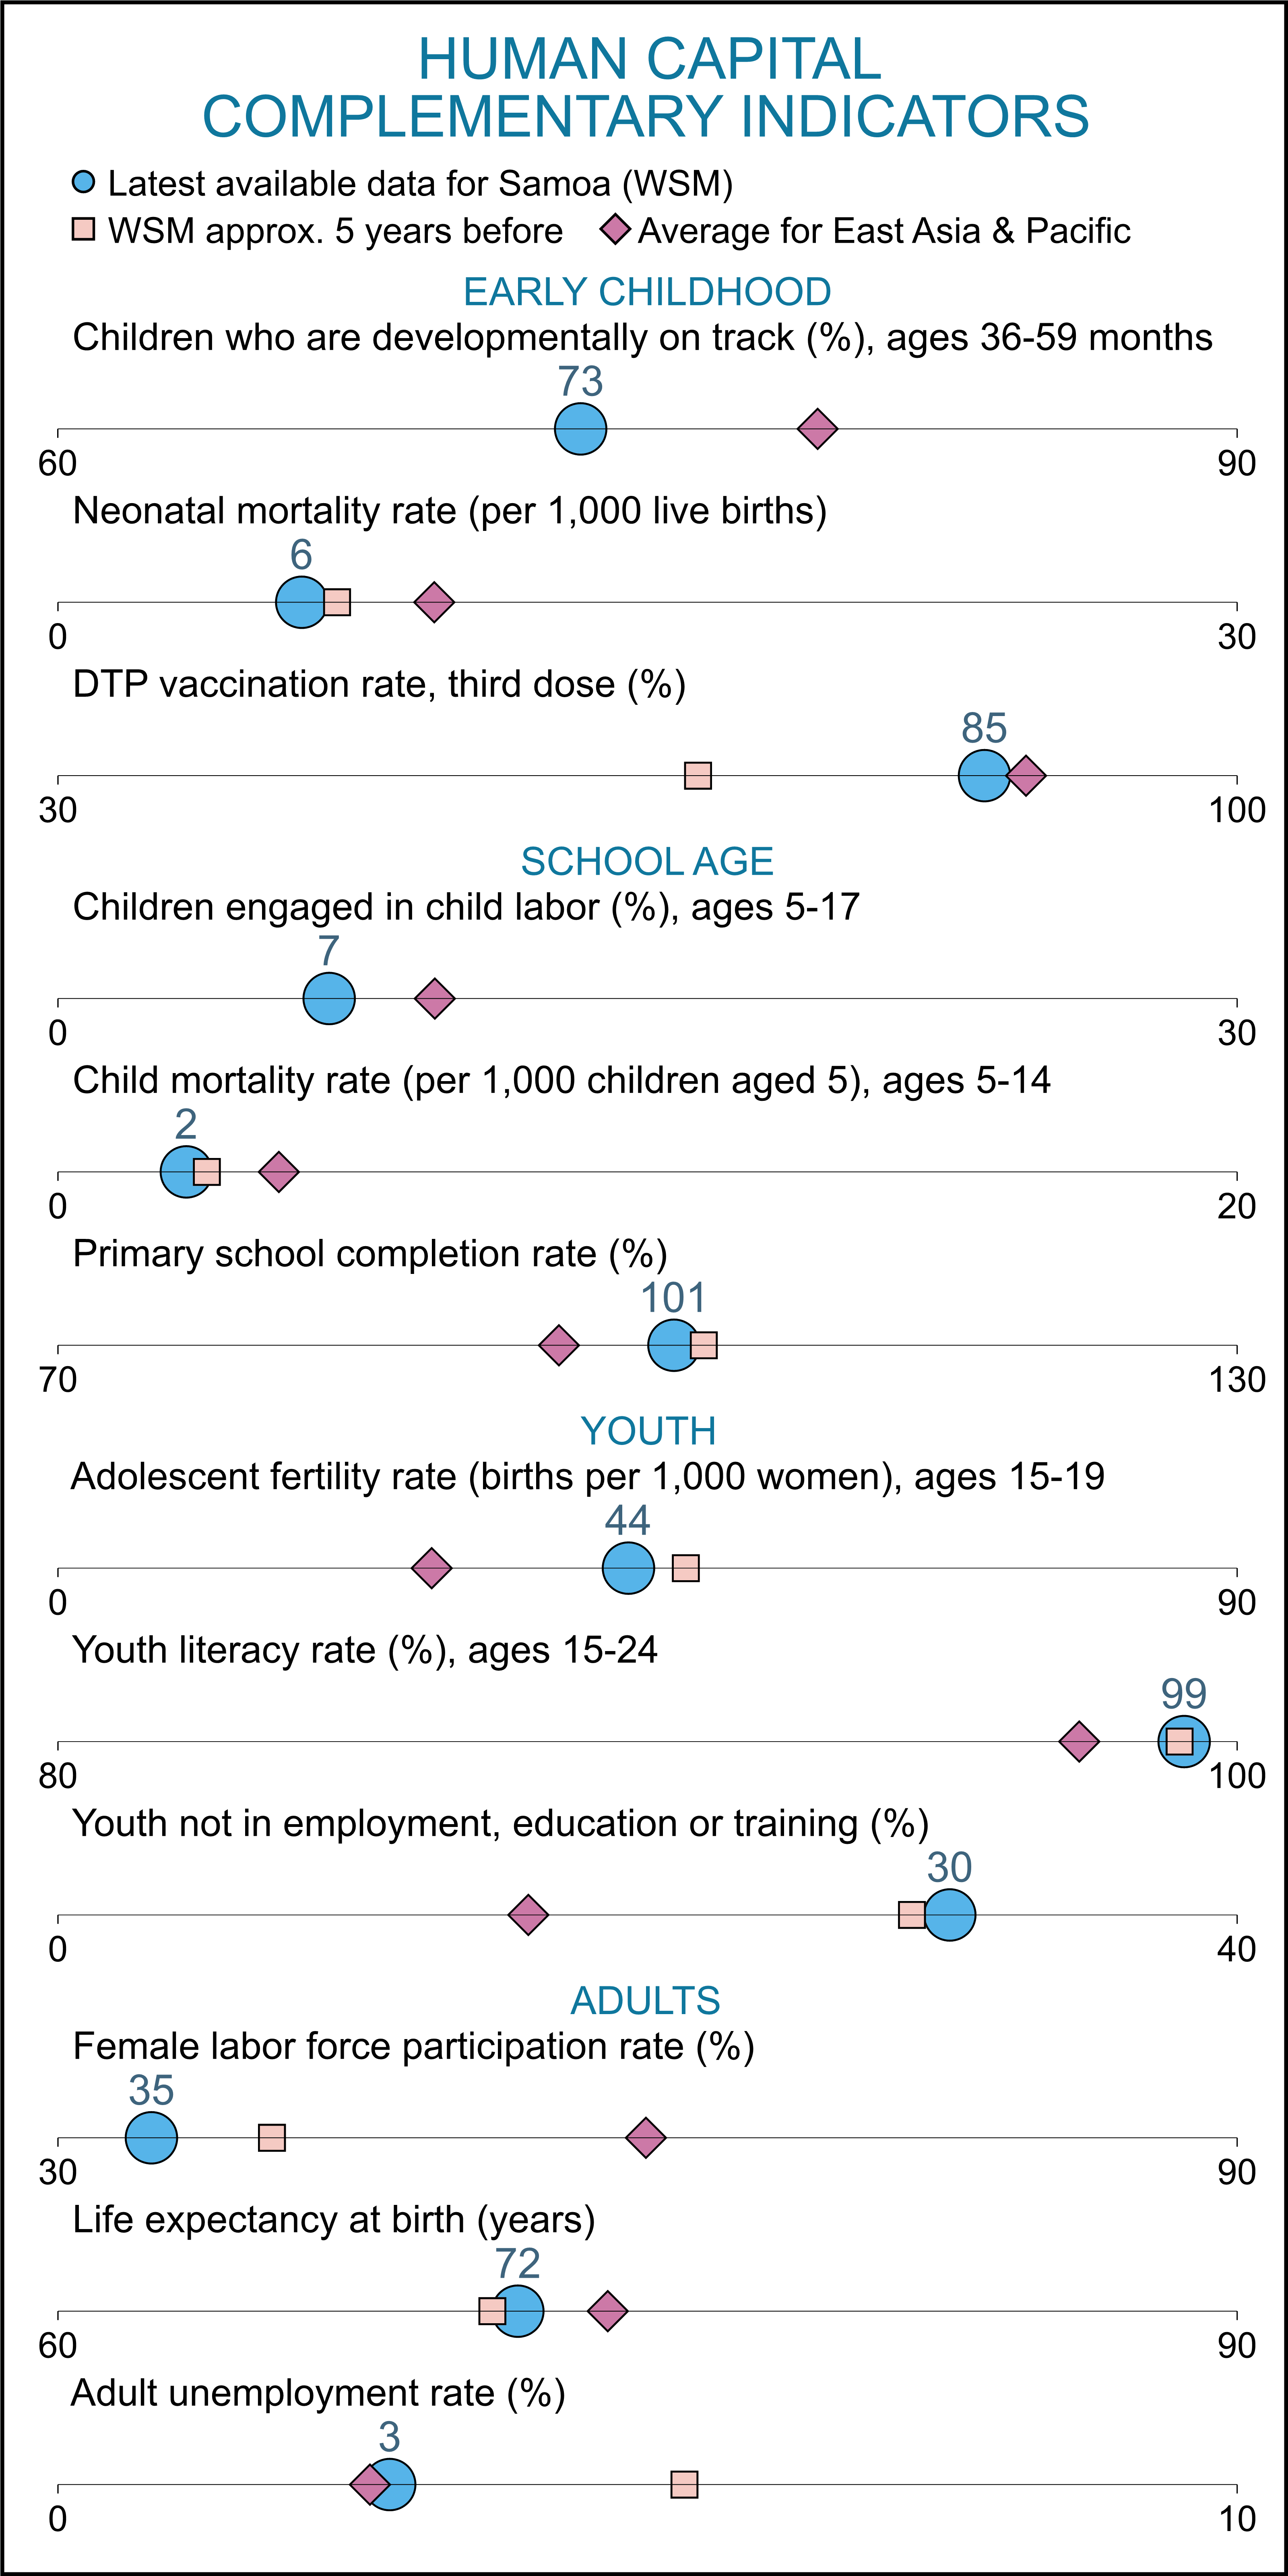 HUMAN CAPITAL
COMPLEMENTARY INDICATORS
Latest available data for Samoa (WSM)
WSM approx. 5 years before Average for East Asia & Pacific
EARLY CHILDHOOD
Children who are developmentally on track (%), ages 36-59 months
73
60 90
Neonatal mortality rate (per 1,000 live births)
6
0 30
DTP vaccination rate, third dose (%)
85
30 100
SCHOOL AGE
Children engaged in child labor (%), ages 5-17
7
0 30
Child mortality rate (per 1,000 children aged 5), ages 5-14
2
0 20
Primary school completion rate (%)
101
70 130
YOUTH
Adolescent fertility rate (births per 1,000 women), ages 15-19
44
0 90
Youth literacy rate (%), ages 15-24
99
80 100
Youth not in employment, education or training (%)
30
0 40
ADULTS
Female labor force participation rate (%)
35
30 90
Life expectancy at birth (years)
72
60 90
Adult unemployment rate (%)
3
0 10